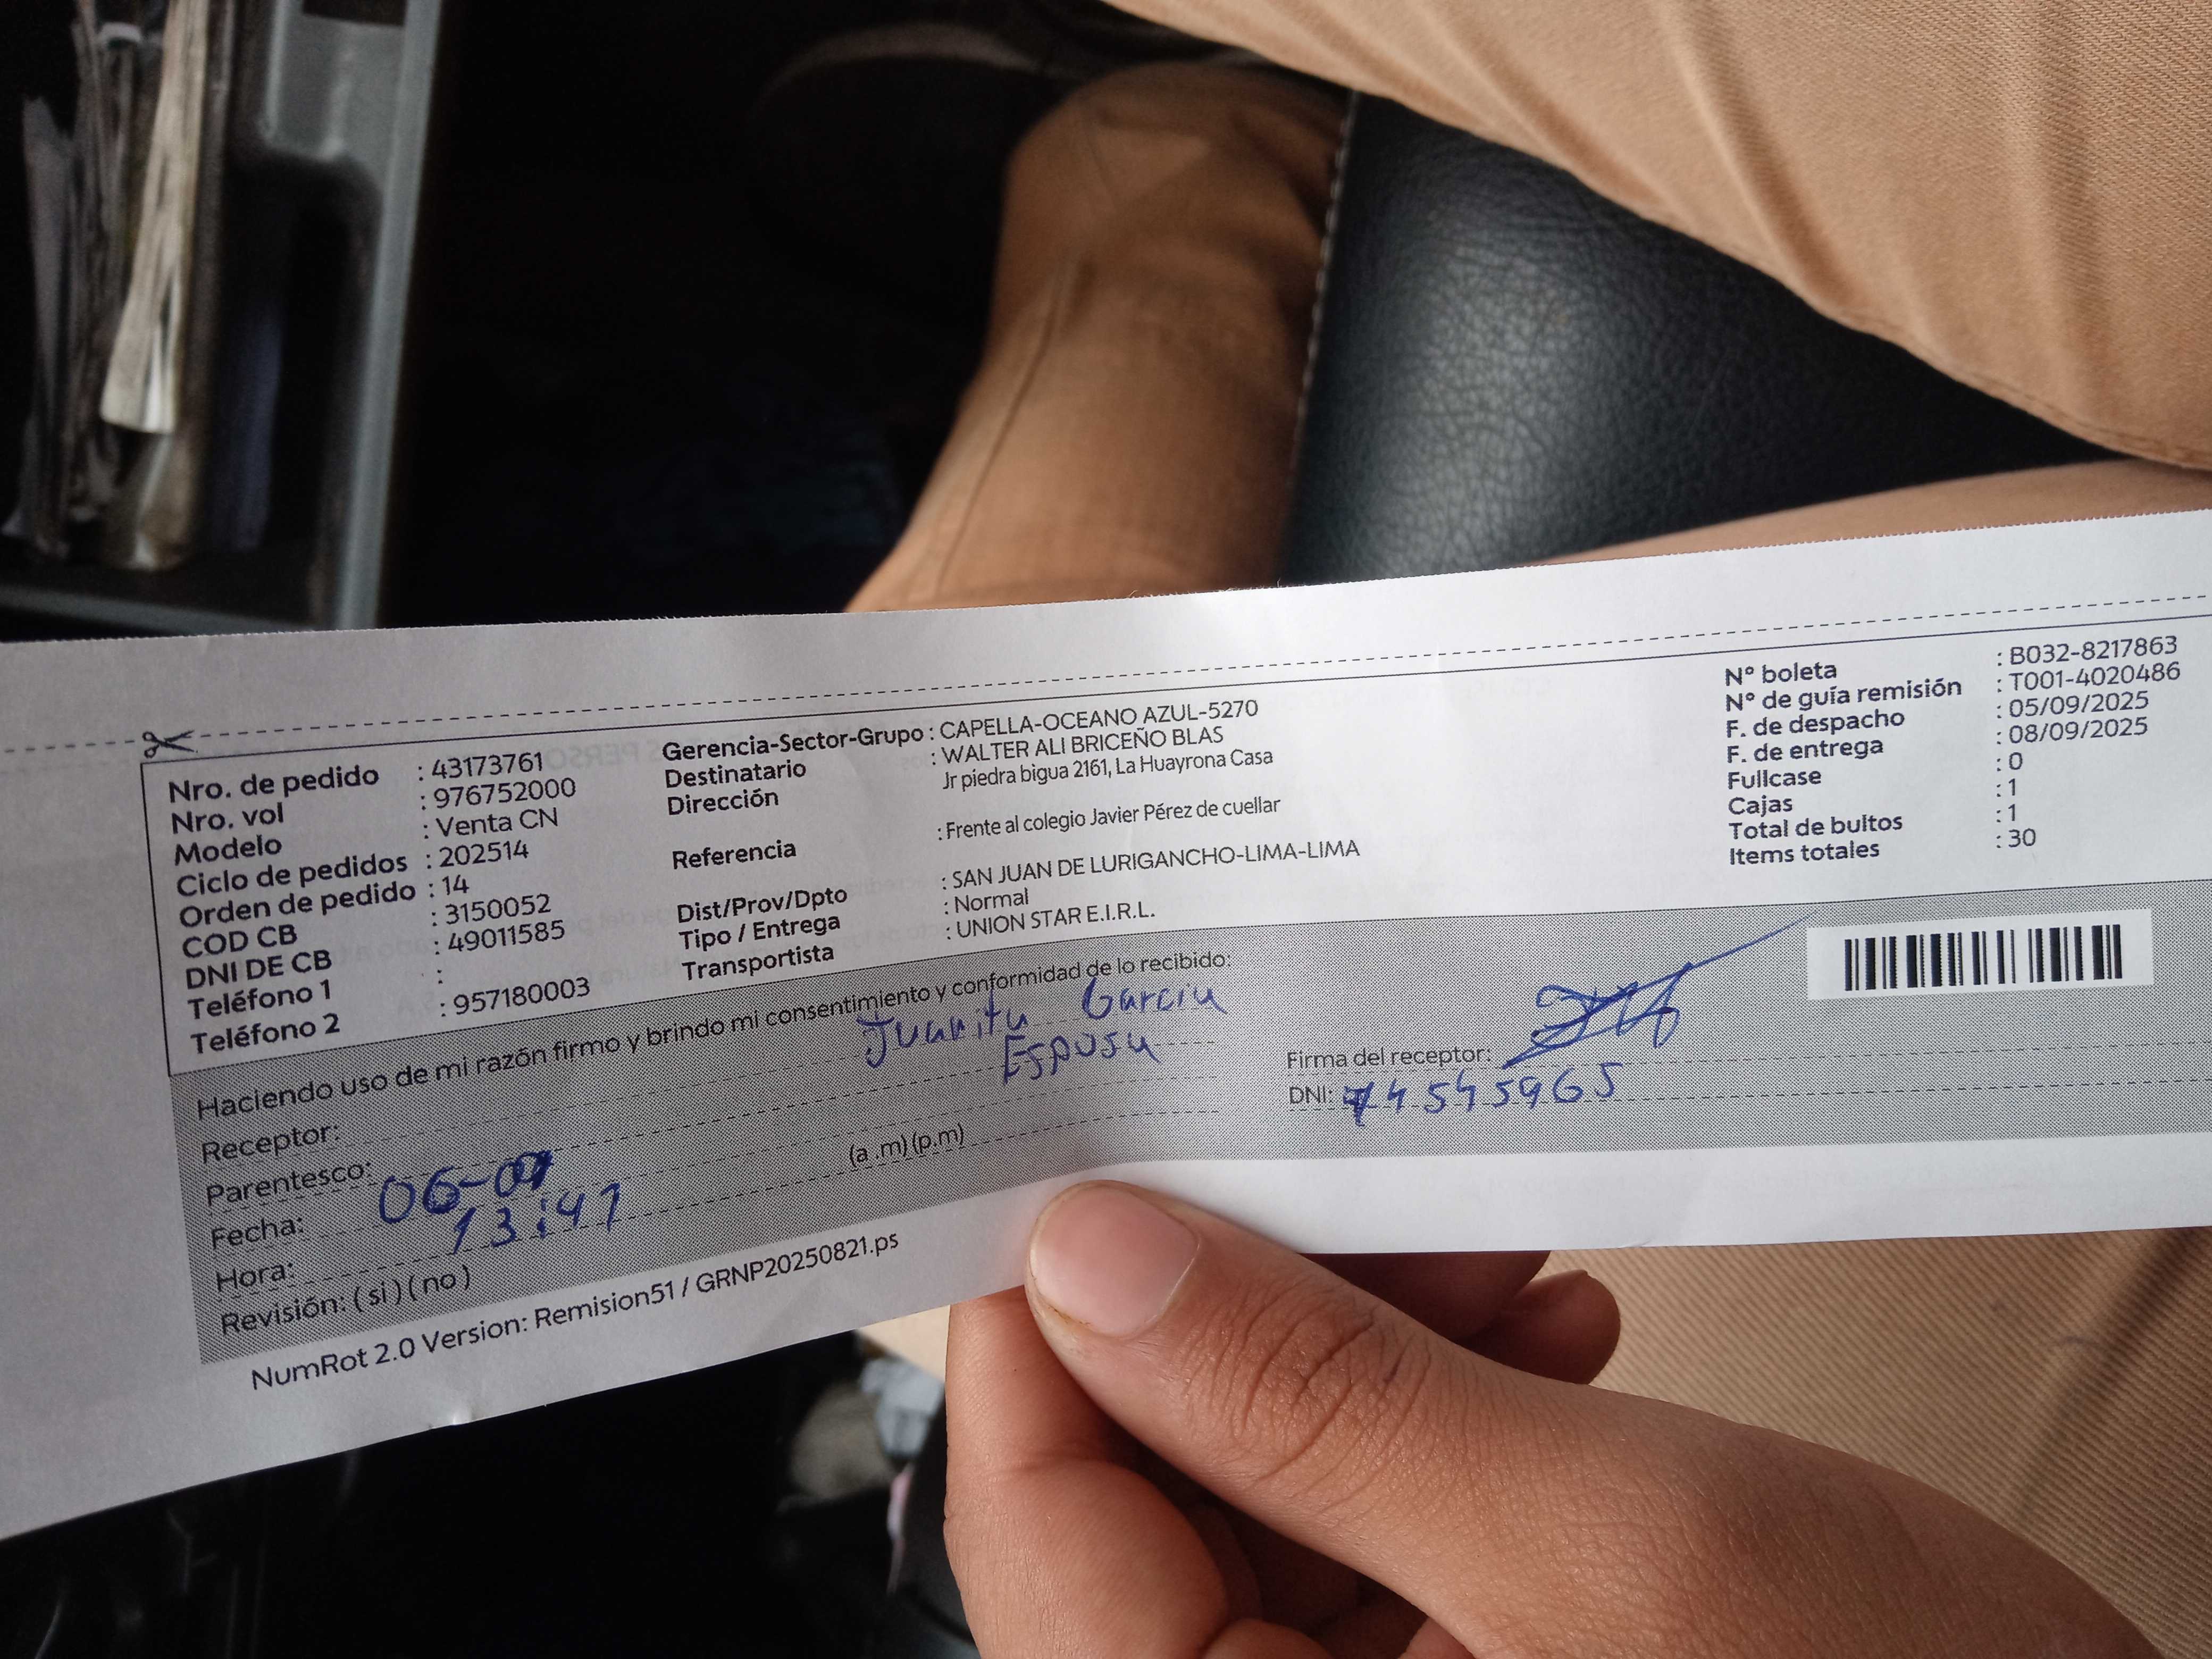 Nro. de pedido : 43173761
Nro. vol : 976752000
Modelo : Venta CN
Ciclo de pedidos : 202514
Orden de pedido : 14
COD CB : 3150052
DNI DE CB : 49011585
Teléfono 1 :
Teléfono 2 : 957180003
Gerencia-Sector-Grupo : CAPELLA-OCEANO AZUL-5270
Destinatario : WALTER ALI BRICEÑO BLAS
Dirección Jr piedra bigua 2161, La Huayrona Casa
Referencia : Frente al colegio Javier Pérez de cuellar
Dist/Prov/Dpto : SAN JUAN DE LURIGANCHO-LIMA-LIMA
Tipo / Entrega : Normal
Transportista : UNION STAR E.I.R.L.
N° boleta : B032-8217863
N° de guía remisión : T001-4020486
F. de despacho : 05/09/2025
F. de entrega : 08/09/2025
Fullcase : 0
Cajas : 1
Total de bultos : 1
Items totales : 30
Haciendo uso de mi razón firmo y brindo mi consentimiento y conformidad de lo recibido:
Receptor: Juanita Garcia
Parentesco: Esposa
Fecha: 06-09
Hora: 13:41 (a .m) (p.m)
Revisión: ( si ) ( no )
Firma del receptor:
DNI: 74545965
NumRot 2.0 Version: Remision51 / GRNP20250821.ps